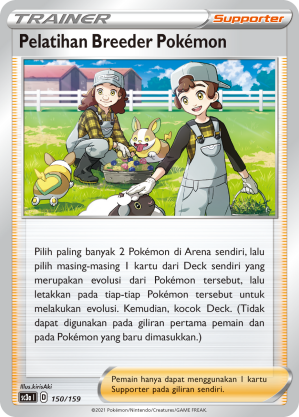 TRAINER
Supporter
Pelatihan Breeder Pokémon
Pilih paling banyak 2 Pokémon di Arena sendiri, lalu
pilih masing-masing 1 kartu dari Deck sendiri yang
merupakan evolusi dari Pokémon tersebut, lalu
letakkan pada tiap-tiap Pokémon tersebut untuk
melakukan evolusi. Kemudian, kocok Deck. (Tidak
dapat digunakan pada giliran pertama pemain dan
pada Pokémon yang baru dimasukkan.)
Illus.kirisAki
sc3a I D 150/159
Pemain hanya dapat menggunakan 1 kartu
Supporter pada giliran sendiri.
©2021 Pokémon/Nintendo/Creatures/GAME FREAK.